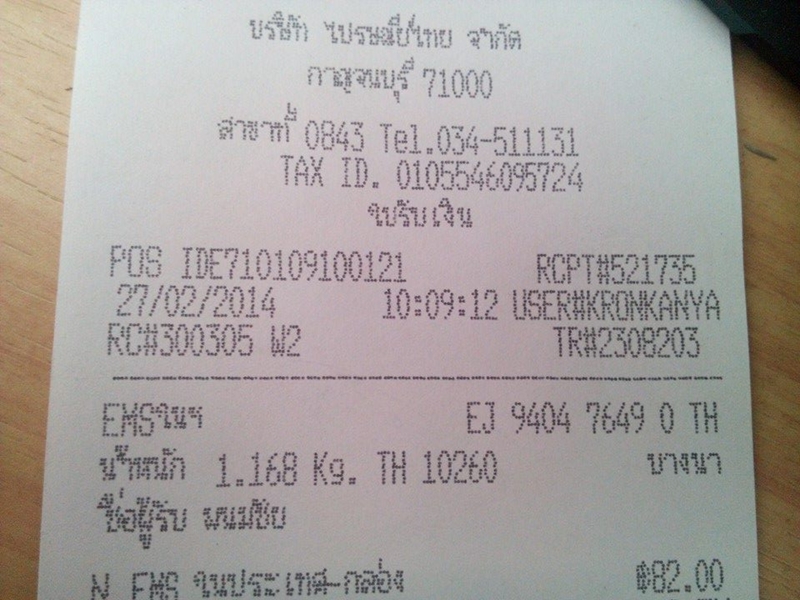 บริษัท ไปรษณีย์ไทย จำกัด
กาญจนบุรี 71000
สาขาที่ 0843 Tel.034-511131
TAX ID. 0105546095724
ใบรับเงิน
POS IDE710109100121 RCPT#521735
27/02/2014 10:09:12 USER#KRONKANYA
RC#300305 W2 TR#2308203
EMSในฯ EJ 9404 7649 0 TH
น้ำหนัก 1.168 Kg. TH 10260 บางนา
ชื่อผู้รับ พนมชัย
N EMS ในประเทศ-กล่อง ฿82.00